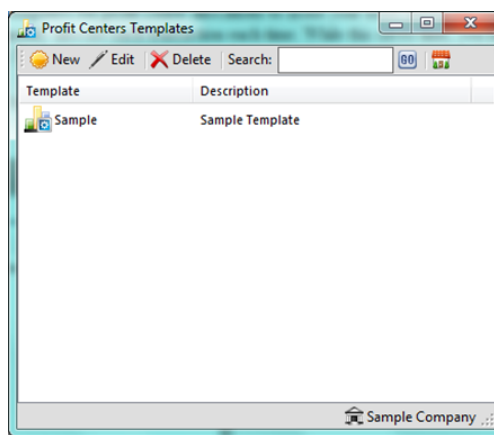 Profit Centers Templates
New Edit Delete Search: GO
Template Description
Sample Sample Template
Sample Company